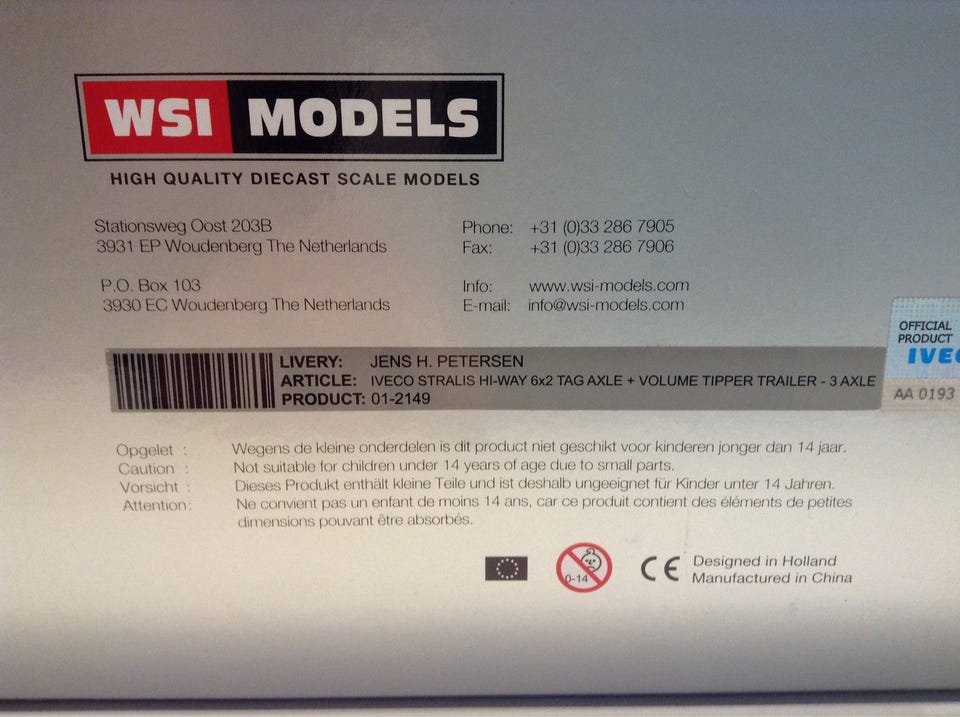 WSI MODELS
HIGH QUALITY DIECAST SCALE MODELS
Stationsweg Oost 203B
3931 EP Woudenberg The Netherlands
P.O. Box 103
3930 EC Woudenberg The Netherlands
Phone: +31 (0)33 286 7905
Fax: +31 (0)33 286 7906
Info: www.wsi-models.com
E-mail: info@wsi-models.com
LIVERY: JENS H. PETERSEN
ARTICLE: IVECO STRALIS HI-WAY 6x2 TAG AXLE + VOLUME TIPPER TRAILER - 3 AXLE
PRODUCT: 01-2149
OFFICIAL
PRODUCT
IVEC
AA 0193
Opgelet : Wegens de kleine onderdelen is dit product niet geschikt voor kinderen jonger dan 14 jaar.
Caution : Not suitable for children under 14 years of age due to small parts.
Vorsicht : Dieses Produkt enthält kleine Teile und ist deshalb ungeeignet für Kinder unter 14 Jahren.
Attention: Ne convient pas un enfant de moins 14 ans, car ce produit contient des éléments de petites
dimensions pouvant être absorbés.
0-14
CE
Designed in Holland
Manufactured in China